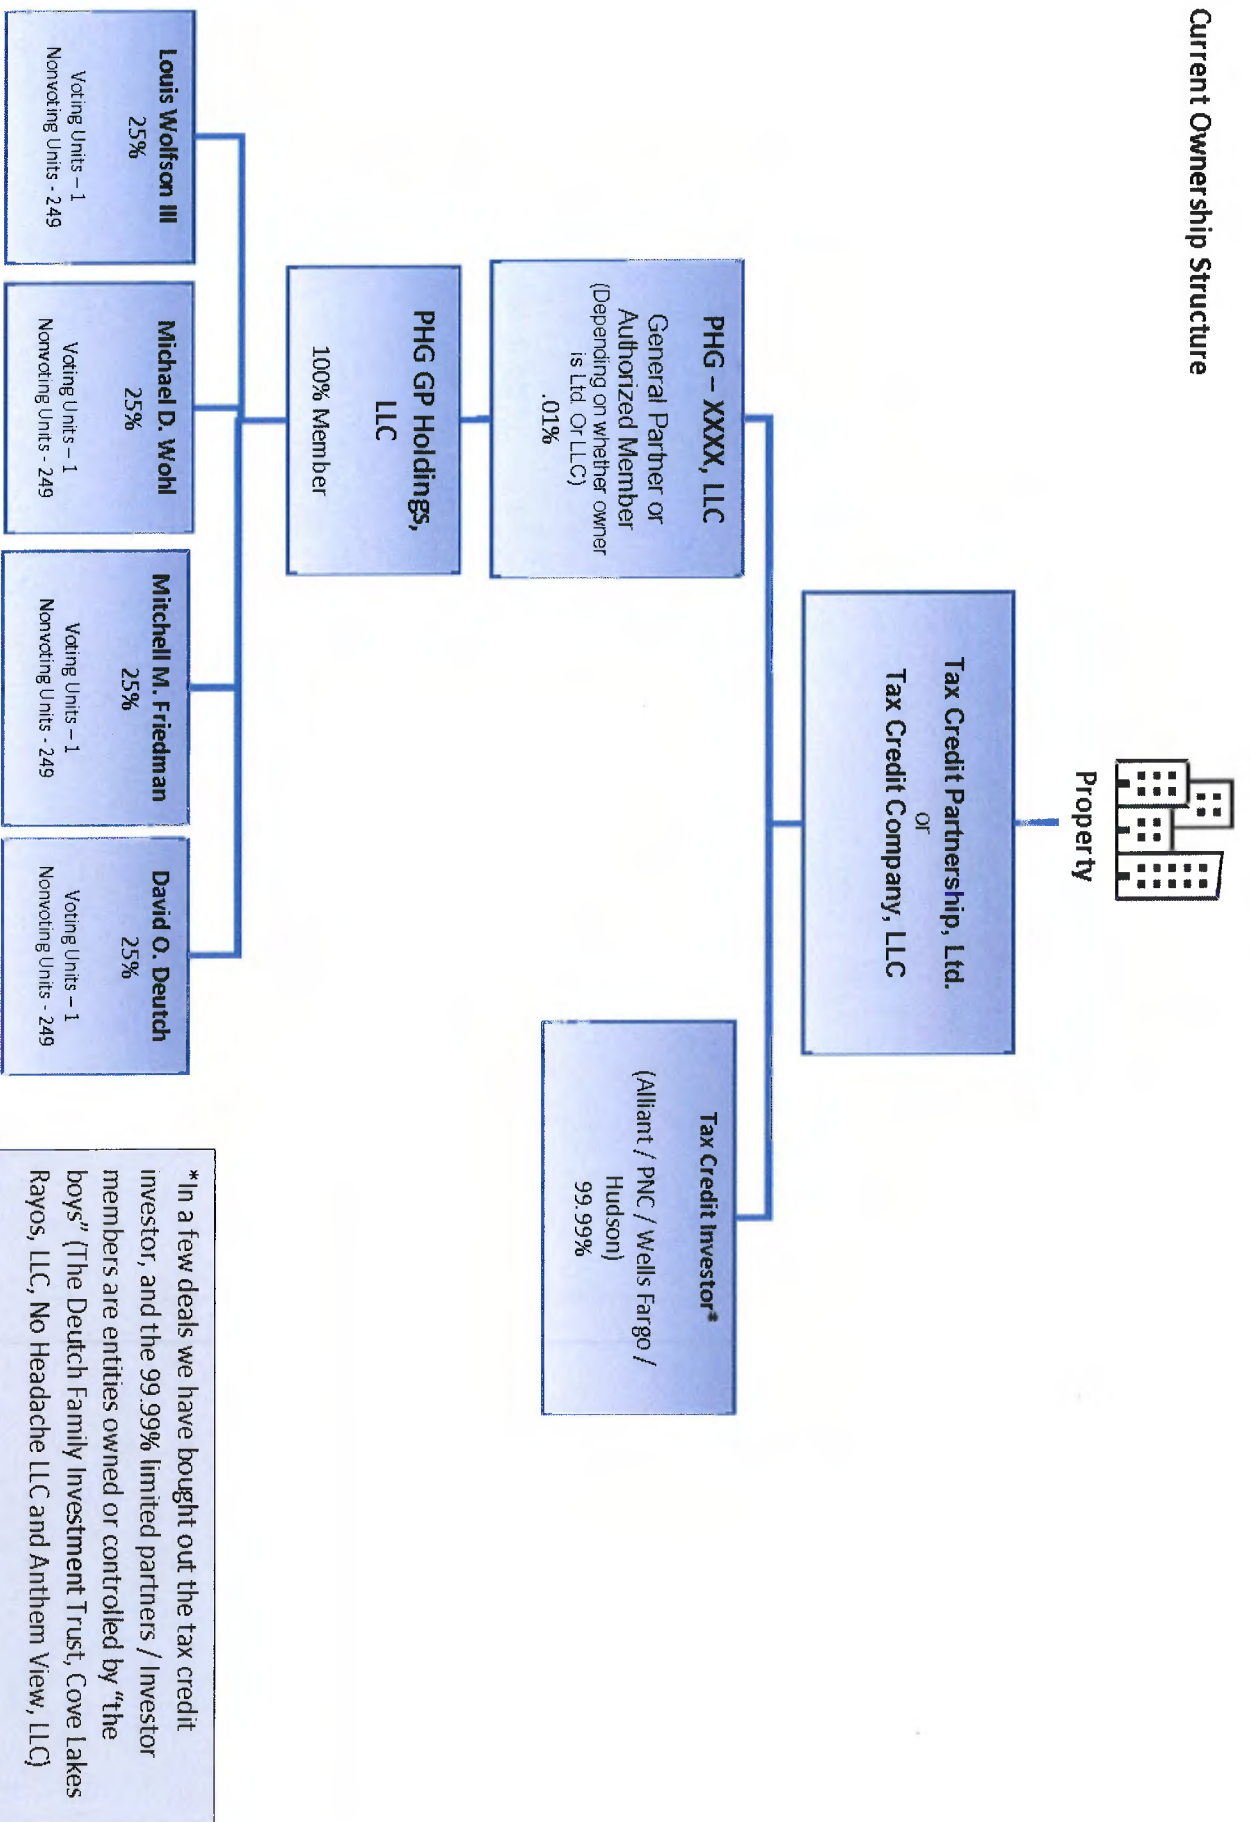 Current Ownership Structure
Property
Tax Credit Partnership, Ltd.
or
Tax Credit Company, LLC
PHG – XXXX, LLC
General Partner or
Authorized Member
(Depending on whether owner
is Ltd. Or LLC)
.01%
Tax Credit Investor*
(Alliant / PNC / Wells Fargo /
Hudson)
99.99%
PHG GP Holdings,
LLC
100% Member
Louis Wolfson III
25%
Voting Units – 1
Nonvoting Units - 249
Michael D. Wohl
25%
Voting Units – 1
Nonvoting Units - 249
Mitchell M. Friedman
25%
Voting Units – 1
Nonvoting Units - 249
David O. Deutch
25%
Voting Units – 1
Nonvoting Units - 249
*In a few deals we have bought out the tax credit
investor, and the 99.99% limited partners / Investor
members are entities owned or controlled by "the
boys" (The Deutch Family Investment Trust, Cove Lakes
Rayos, LLC, No Headache LLC and Anthem View, LLC)